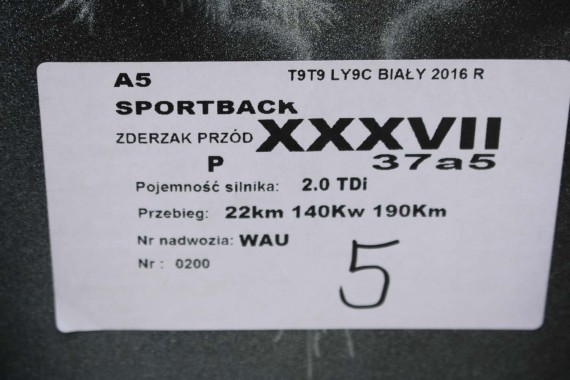 A5 T9T9 LY9C BIAŁY 2016 R
SPORTBACK
ZDERZAK PRZÓD XXXVII
P 37a5
Pojemność silnika: 2.0 TDi
Przebieg: 22km 140Kw 190Km
Nr nadwozia: WAU
Nr : 0200
5